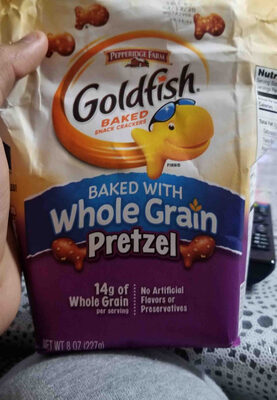 PEPPERIDGE FARM
Goldfish
BAKED
SNACK CRACKERS
BAKED WITH
Whole Grain
Pretzel
14g of
Whole Grain
per serving
No Artificial
Flavors or
Preservatives
NET WT 8 OZ (227g)
Nutr